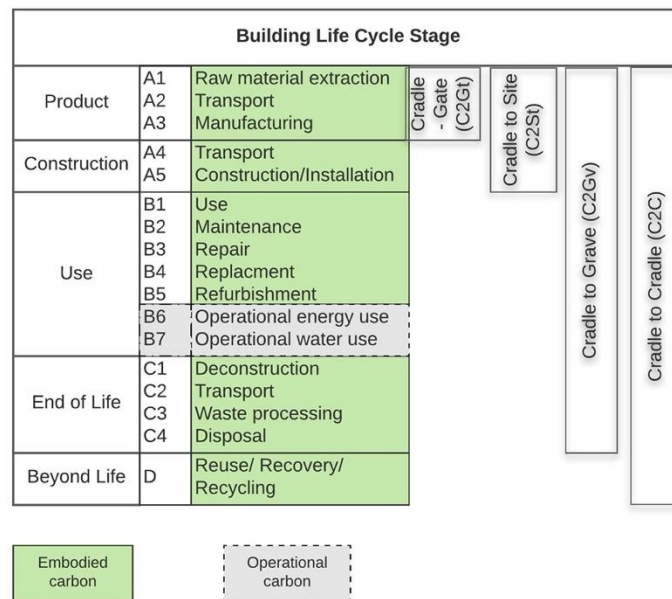 Building Life Cycle Stage
Product
A1 Raw material extraction
A2 Transport
A3 Manufacturing
Construction
A4 Transport
A5 Construction/Installation
Use
B1 Use
B2 Maintenance
B3 Repair
B4 Replacment
B5 Refurbishment
B6 Operational energy use
B7 Operational water use
End of Life
C1 Deconstruction
C2 Transport
C3 Waste processing
C4 Disposal
Beyond Life
D Reuse/ Recovery/
Recycling
Cradle
- Gate
(C2Gt)
Cradle to Site
(C2St)
Cradle to Grave (C2Gv)
Cradle to Cradle (C2C)
Embodied
carbon
Operational
carbon